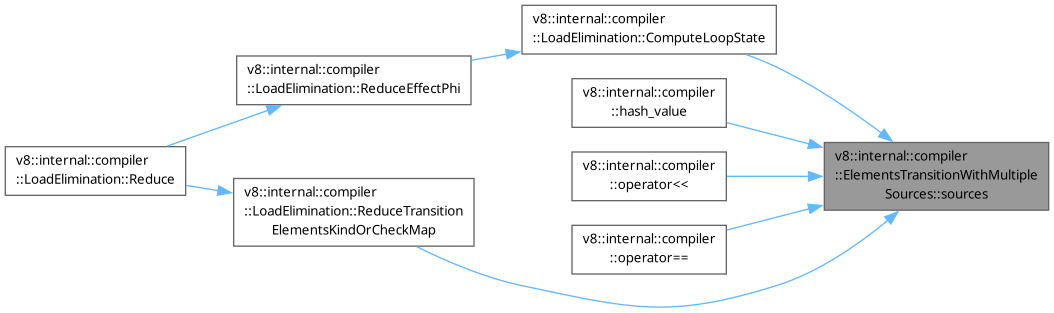 v8::internal::compiler
::LoadElimination::ComputeLoopState
v8::internal::compiler
::LoadElimination::ReduceEffectPhi
v8::internal::compiler
::hash_value
v8::internal::compiler
::LoadElimination::Reduce
v8::internal::compiler
::ElementsTransitionWithMultiple
Sources::sources
v8::internal::compiler
::operator<<
v8::internal::compiler
::LoadElimination::ReduceTransition
ElementsKindOrCheckMap
v8::internal::compiler
::operator==